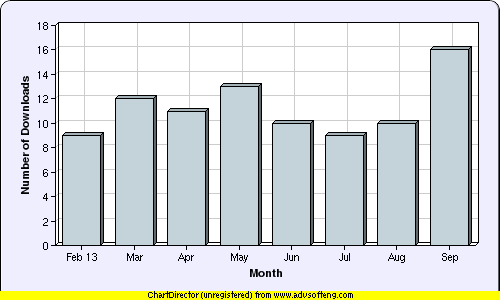 18
16
14
12
10
8
6
4
2
0
Number of Downloads
Feb 13 Mar Apr May Jun Jul Aug Sep
Month
ChartDirector (unregistered) from www.advsofteng.com